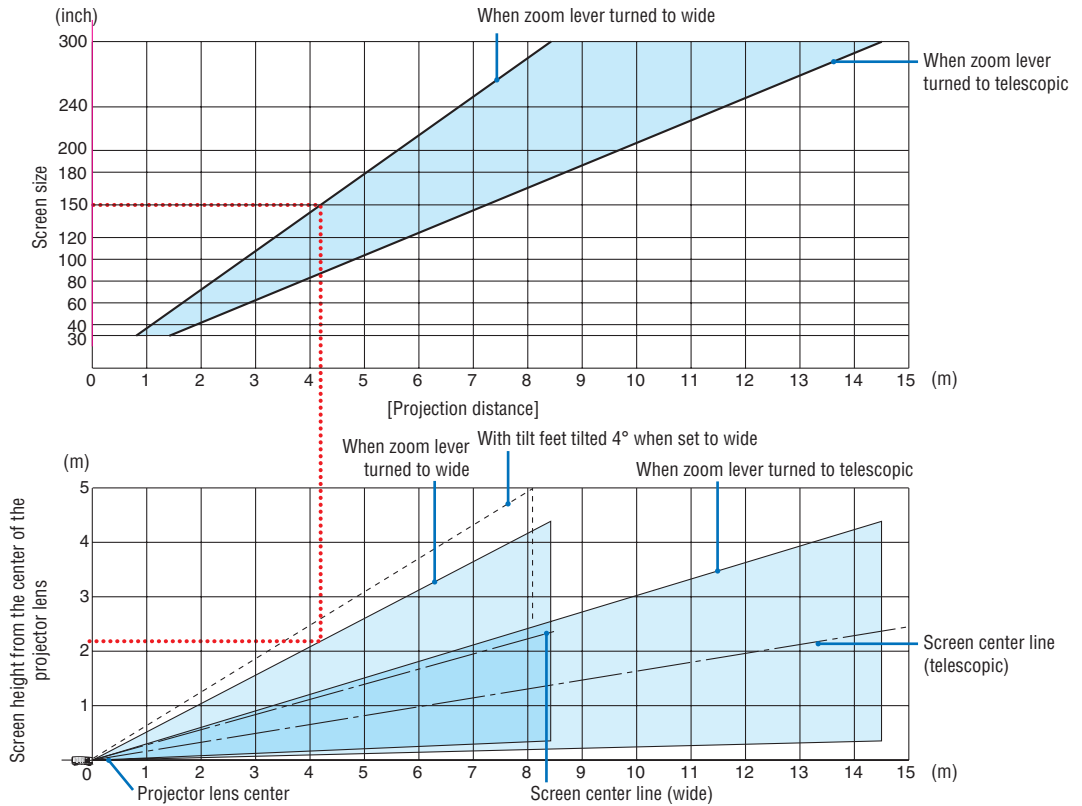 (inch)
When zoom lever turned to wide
300
When zoom lever
turned to telescopic
240
200
180
150
120
100
80
60
40
30
Screen size
0 1 2 3 4 5 6 7 8 9 10 11 12 13 14 15 (m)
[Projection distance]
(m)
When zoom lever
turned to wide
With tilt feet tilted 4° when set to wide
When zoom lever turned to telescopic
5
4
3
2
1
Screen height from the center of the
projector lens
Screen center line
(telescopic)
0 1 2 3 4 5 6 7 8 9 10 11 12 13 14 15 (m)
Projector lens center
Screen center line (wide)